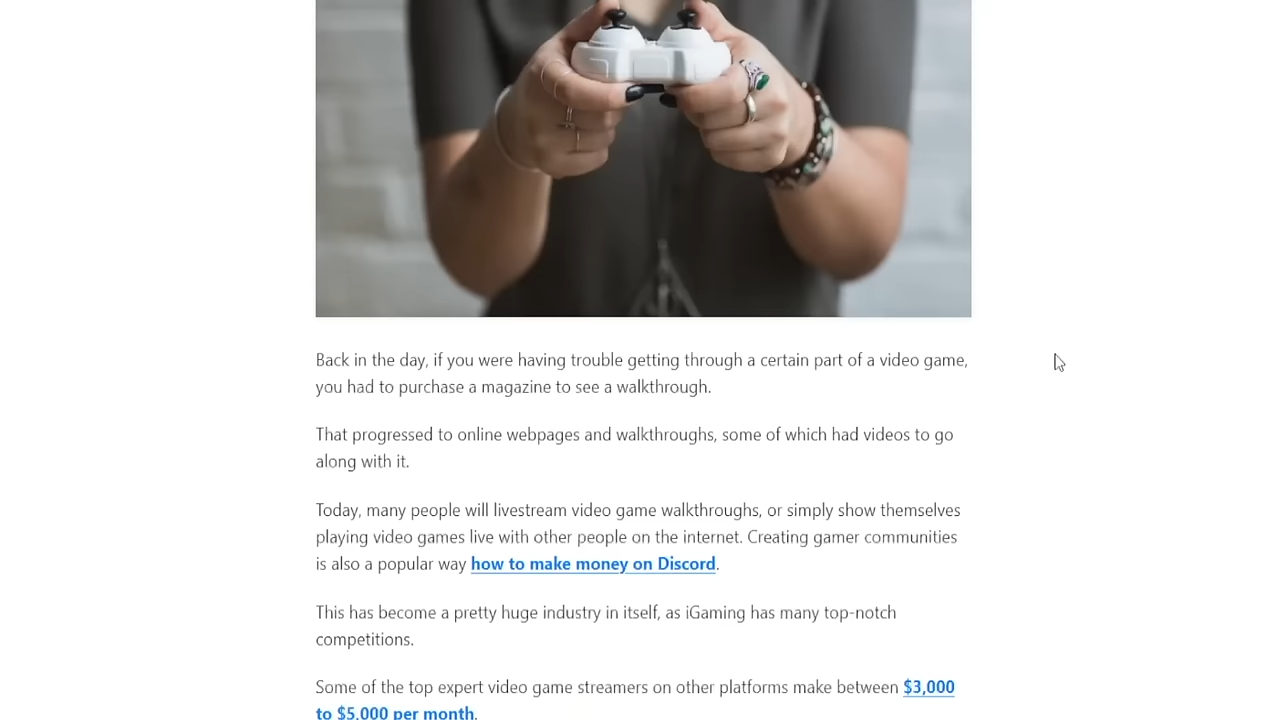 Back in the day, if you were having trouble getting through a certain part of a video game,
you had to purchase a magazine to see a walkthrough.
That progressed to online webpages and walkthroughs, some of which had videos to go
along with it.
Today, many people will livestream video game walkthroughs, or simply show themselves
playing video games live with other people on the internet. Creating gamer communities
is also a popular way how to make money on Discord.
This has become a pretty huge industry in itself, as iGaming has many top-notch
competitions.
Some of the top expert video game streamers on other platforms make between $3,000
to $5,000 per month.